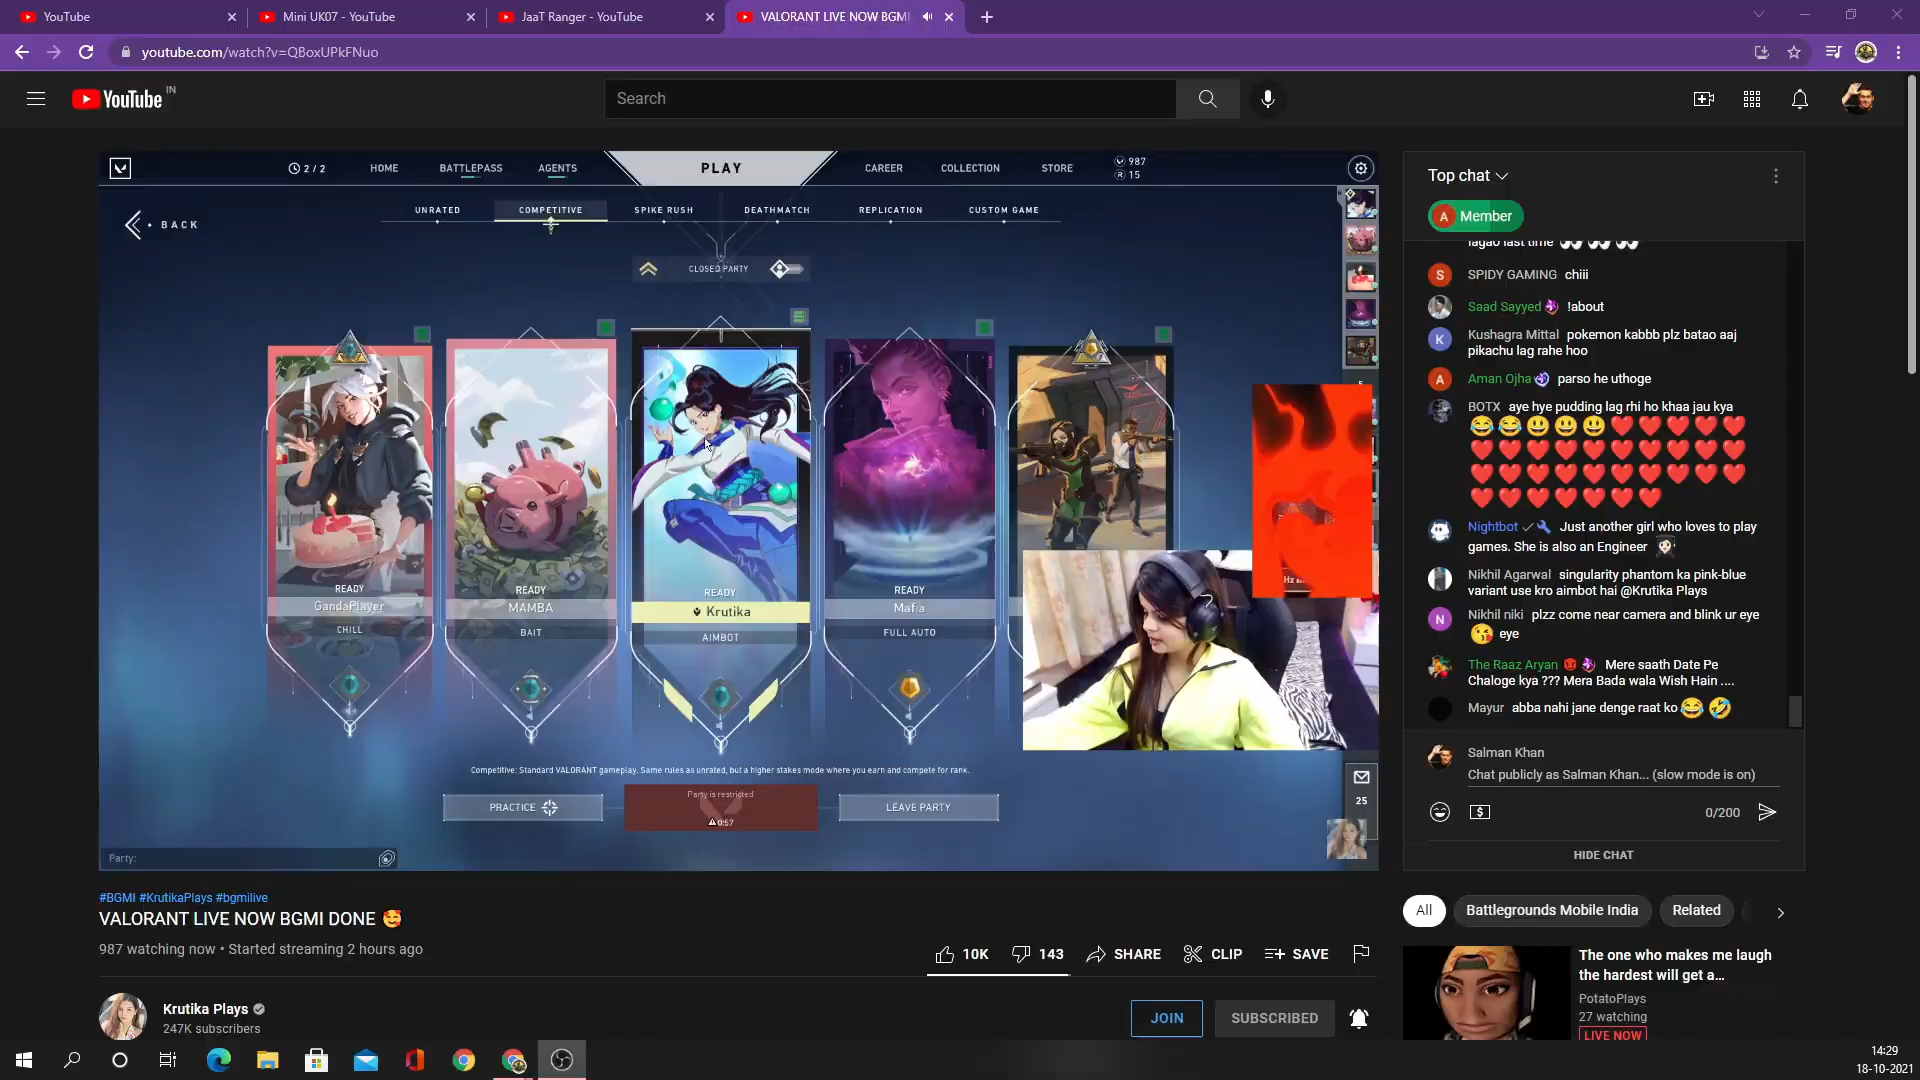 YouTube
Mini UK07 - YouTube
JaaT Ranger - YouTube
VALORANT LIVE NOW BGMI
youtube.com/watch?v=QBoxUPkFNuo
YouTube IN
Search
2 / 2
HOME
BATTLEPASS
AGENTS
PLAY
CAREER
COLLECTION
STORE
987
15
BACK
UNRATED
COMPETITIVE
SPIKE RUSH
DEATHMATCH
REPLICATION
CUSTOM GAME
CLOSED PARTY
READY
GandaPlayer
CHILL
READY
MAMBA
BAIT
READY
Krutika
AIMBOT
READY
Maf:a
FULL AUTO
Hz
Competitive: Standard VALORANT gameplay. Same rules as unrated, but a higher stakes mode where you earn and compete for rank.
PRACTICE
Party is restricted
0:57
LEAVE PARTY
25
Party:
Top chat
A Member
lagao last time 👀 👀 👀
S SPIDY GAMING chiii
Saad Sayyed !about
K Kushagra Mittal pokemon kabbb plz batao aaj
pikachu lag rahe hoo
A Aman Ojha parso he uthoge
BOTX aye hye pudding lag rhi ho khaa jau kya
😂😂😃😃😃❤️❤️❤️❤️❤️
❤️❤️❤️❤️❤️❤️❤️❤️❤️❤️
❤️❤️❤️❤️❤️❤️❤️❤️❤️❤️
❤️❤️❤️❤️❤️❤️❤️
Nightbot Just another girl who loves to play
games. She is also an Engineer 👩🏻‍🎓
Nikhil Agarwal singularity phantom ka pink-blue
variant use kro aimbot hai @Krutika Plays
N Nikhil niki plzz come near camera and blink ur eye
😘 eye
The Raaz Aryan Mere saath Date Pe
Chaloge kya ??? Mera Bada wala Wish Hain ....
Mayur abba nahi jane denge raat ko 😂 🤣
Salman Khan
Chat publicly as Salman Khan... (slow mode is on)
0/200
HIDE CHAT
#BGMI #KrutikaPlays #bgmilive
VALORANT LIVE NOW BGMI DONE 🥰
987 watching now • Started streaming 2 hours ago
10K
143
SHARE
CLIP
SAVE
Krutika Plays
247K subscribers
JOIN
SUBSCRIBED
All
Battlegrounds Mobile India
Related
The one who makes me laugh
the hardest will get a…
PotatoPlays
27 watching
LIVE NOW
14:29
18-10-2021